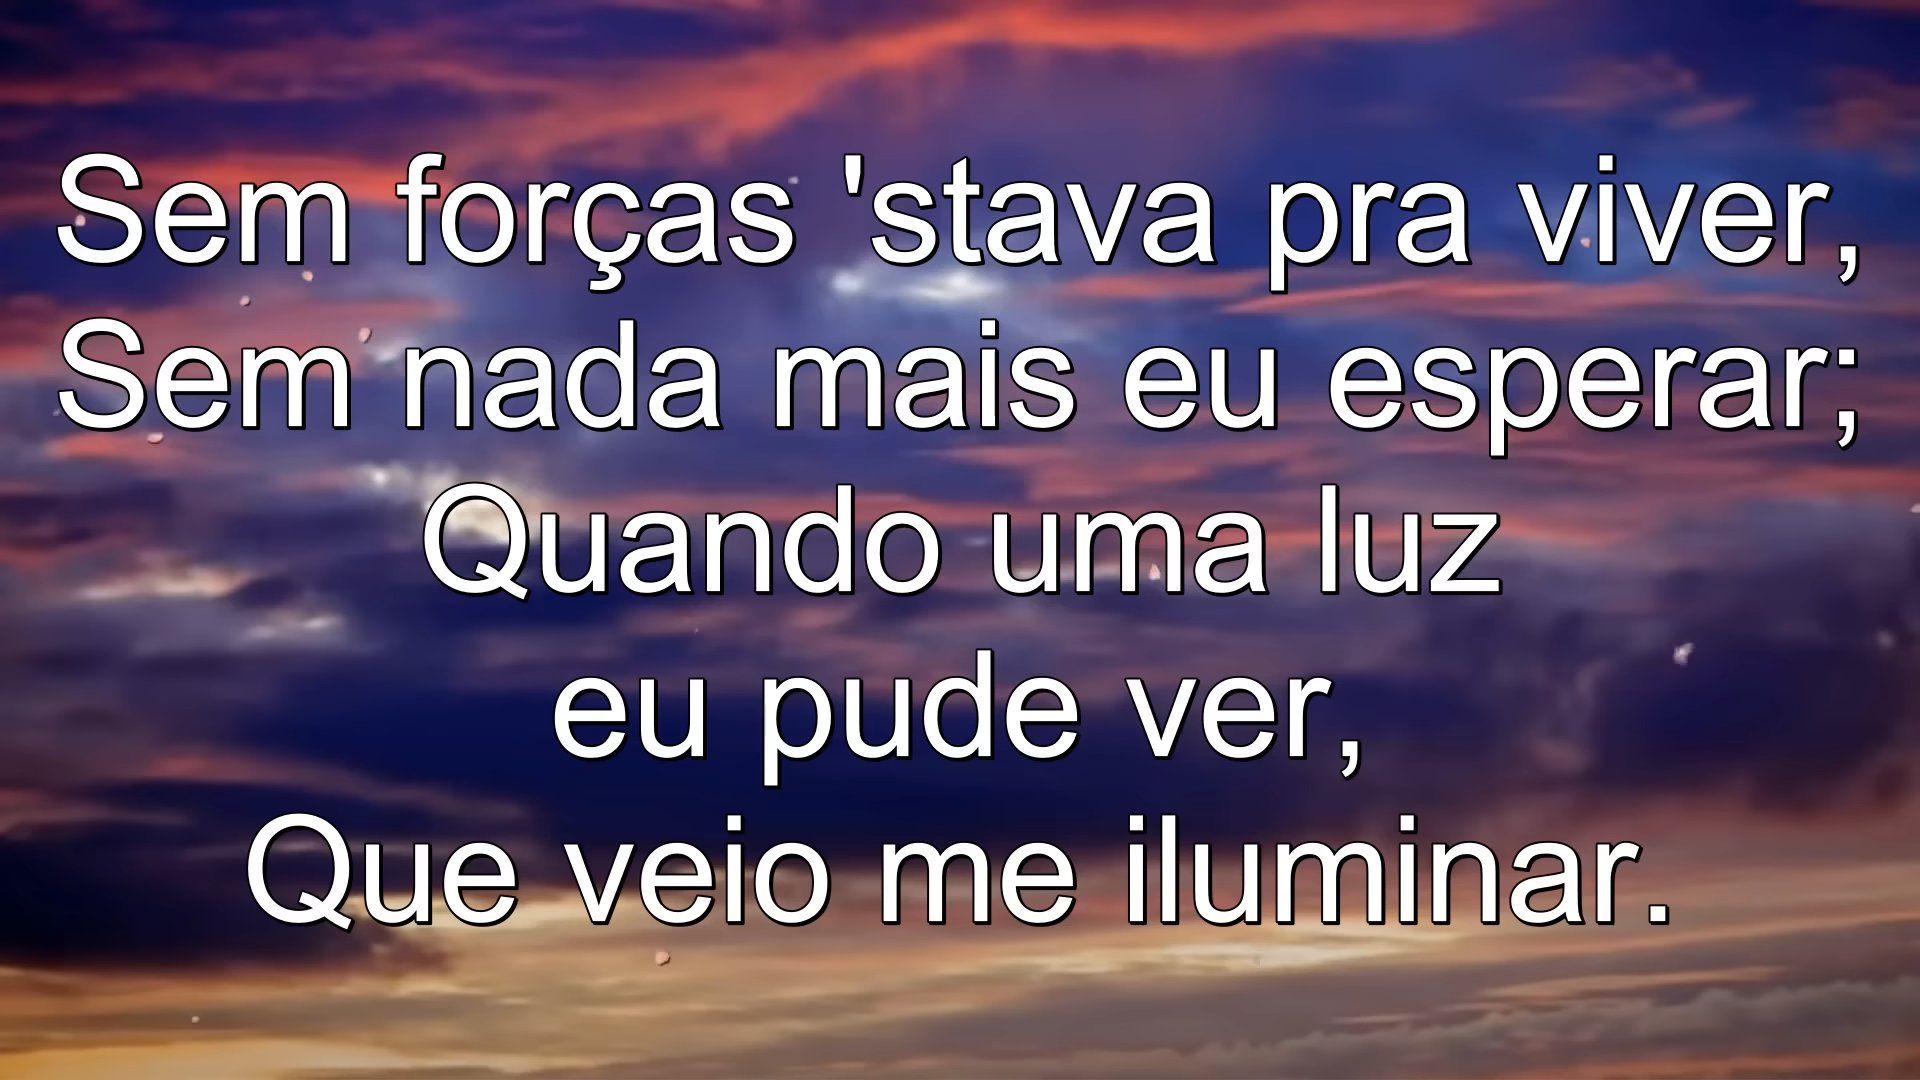 Sem forças 'stava pra viver,
Sem nada mais eu esperar;
Quando uma luz
eu pude ver,
Que veio me iluminar.